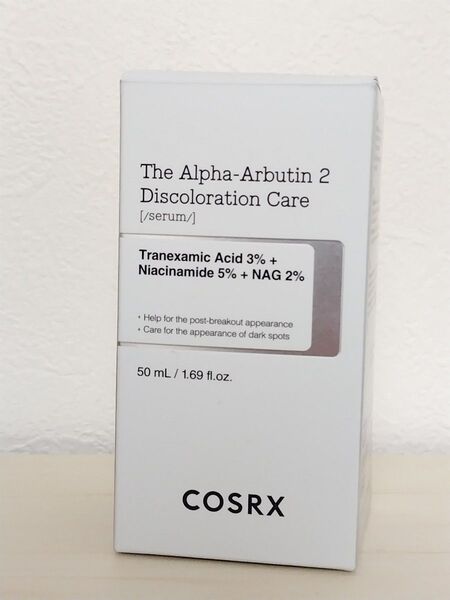 The Alpha-Arbutin 2
Discoloration Care
[/serum/]
Tranexamic Acid 3% +
Niacinamide 5% + NAG 2%
+ Help for the post-breakout appearance
+ Care for the appearance of dark spots
50 mL / 1.69 fl.oz.
COSRX